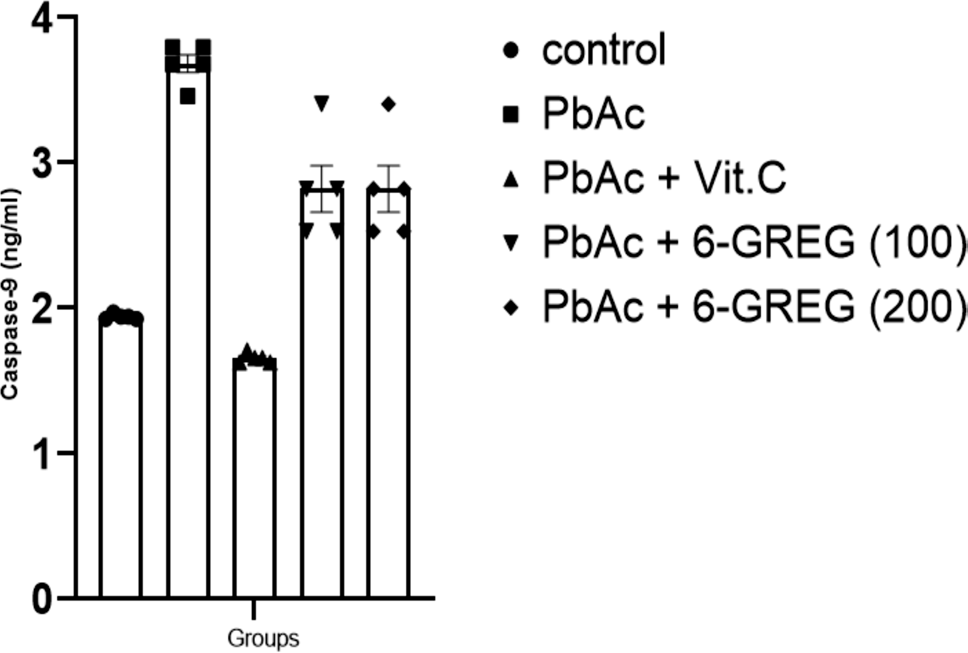 4
3
2
1
0
Caspase-9 (ng/ml)
Groups
control
PbAc
PbAc + Vit.C
PbAc + 6-GREG (100)
PbAc + 6-GREG (200)